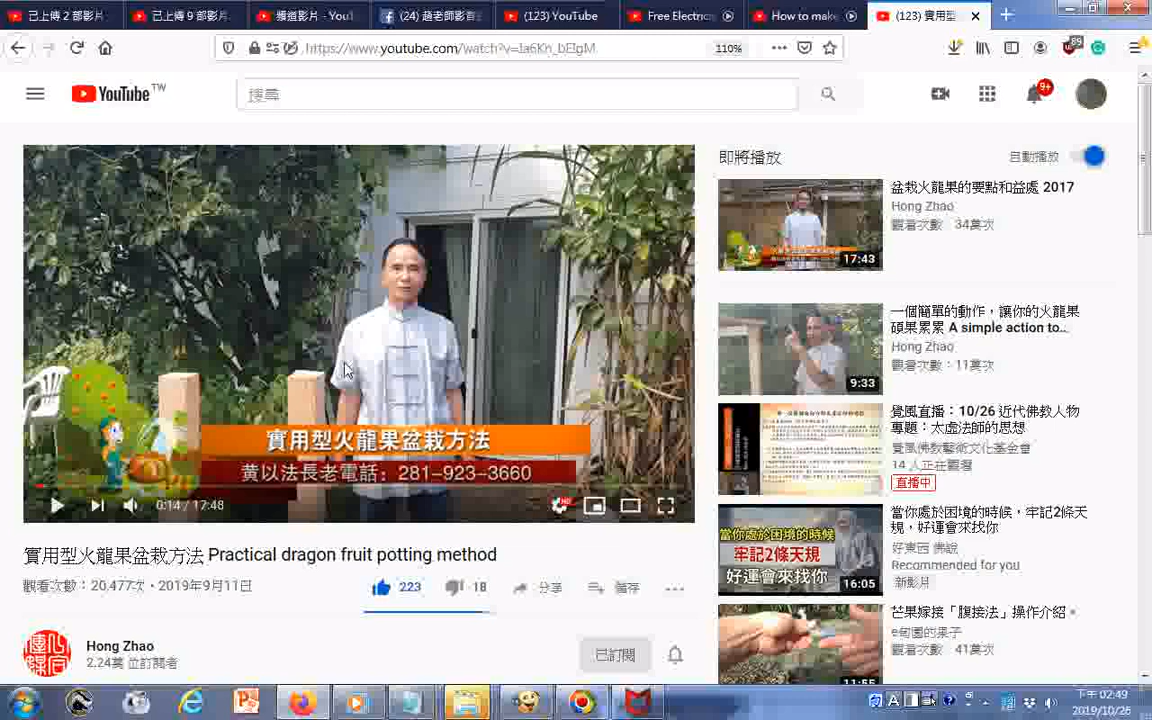 已上傳 2 部影片
已上傳 9 部影片
頻道影片 - You
(24) 趙老師影音
(123) YouTube
Free Electric
How to make
(123) 實用型
https://www.youtube.com/watch?v=
110%
89
YouTube TW
搜尋
9+
即將播放
自動播放
盆栽火龍果的要點和益處 2017
Hong Zhao
觀看次數：34萬次
17:43
一個簡單的動作，讓你的火龍果
碩果累累 A simple action to...
Hong Zhao
觀看次數：11萬次
9:33
覺風直播：10/26 近代佛教人物
專題：太虛法師的思想
覺風佛教藝術文化基金會
14 人正在觀看
直播中
當你處於困境的時候，牢記2條天
規，好運會來找你
好東西 佛說
Recommended for you
新影片
當你處於困境的時候
牢記2條天規
好運會來找你
16:05
芒果嫁接「腹接法」操作介紹。
e甸園的果子
觀看次數：41萬次
11:55
實用型火龍果盆栽方法
黄以法長老電話：281-923-3660
0:14 / 17:48
HD
實用型火龍果盆栽方法 Practical dragon fruit potting method
觀看次數：20,477次 • 2019年9月11日
223
18
分享
儲存
Hong Zhao
2.24萬 位訂閱者
已訂閱
下午 02:49
2019/10/26